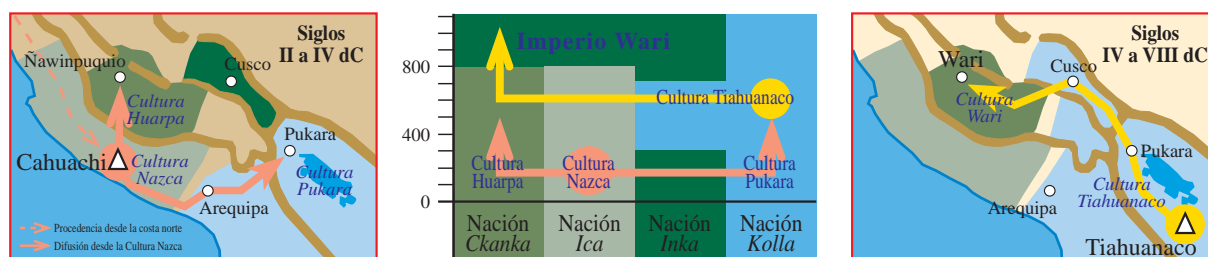 Siglos
II a IV dC
Ñawinpuquio
Cusco
Cultura
Huarpa
Pukara
Cahuachi
Cultura
Nazca
Cultura
Pukara
Arequipa
Procedencia desde la costa norte
Difusión desde la Cultura Nazca
Imperio Wari
800
Cultura Tiahuanaco
400
Cultura
Huarpa
Cultura
Nazca
Cultura
Pukara
0
Nación
Ckanka
Nación
Ica
Nación
Inka
Nación
Kolla
Siglos
IV a VIII dC
Wari
Cusco
Cultura
Wari
Pukara
Cultura
Tiahuanaco
Arequipa
Tiahuanaco